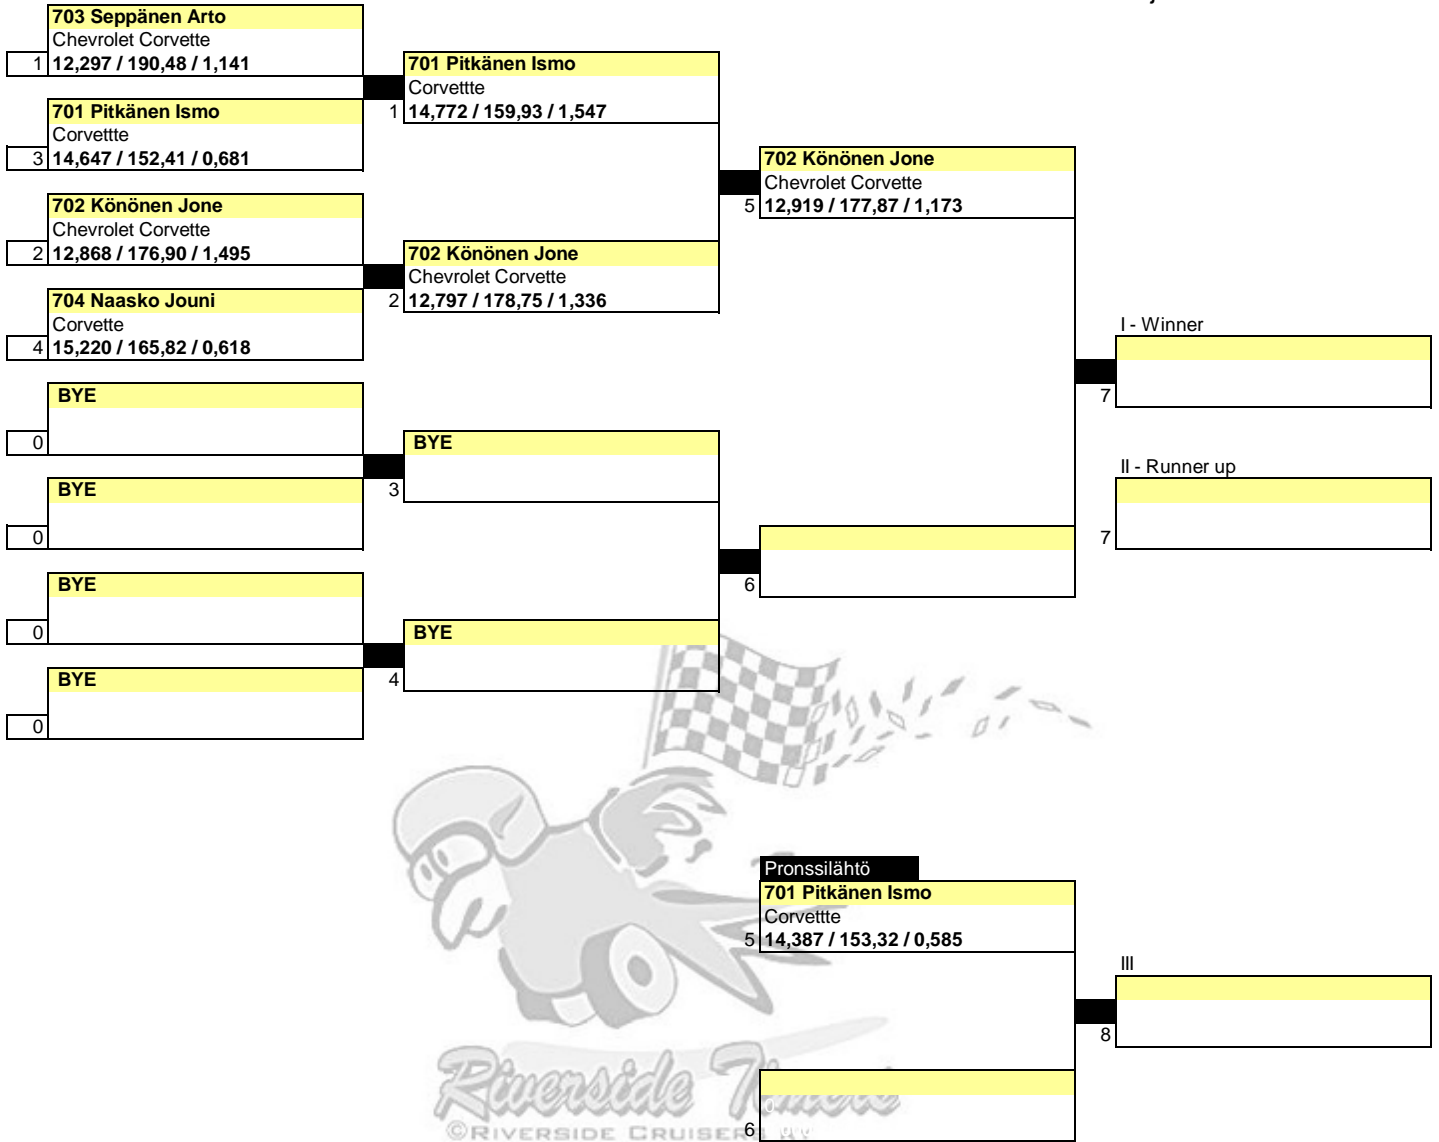 703 Seppänen Arto
Chevrolet Corvette
1 12,297 / 190,48 / 1,141
701 Pitkänen Ismo
Corvettte
3 14,647 / 152,41 / 0,681
702 Könönen Jone
Chevrolet Corvette
2 12,868 / 176,90 / 1,495
704 Naasko Jouni
Corvette
4 15,220 / 165,82 / 0,618
BYE
0
BYE
0
BYE
0
BYE
0
701 Pitkänen Ismo
Corvettte
1 14,772 / 159,93 / 1,547
702 Könönen Jone
Chevrolet Corvette
2 12,797 / 178,75 / 1,336
BYE
3
BYE
4
702 Könönen Jone
Chevrolet Corvette
5 12,919 / 177,87 / 1,173
6
I - Winner
7
II - Runner up
7
Pronssilähtö
701 Pitkänen Ismo
Corvettte
5 14,387 / 153,32 / 0,585
6
III
8
Riverside
©RIVERSIDE CRUISERS